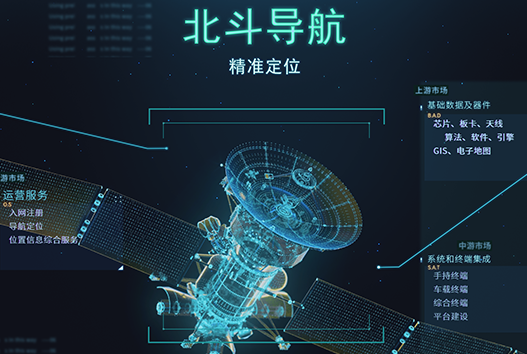 北斗导航
精准定位
上游市场
基础数据及器件
B.A.D
芯片、板卡、天线
算法、软件、引擎
GIS、电子地图
游市场
运营服务
O.S
入网注册
导航定位
位置信息综合服务
中游市场
系统和终端集成
S.A.T
手持终端
车载终端
综合终端
平台建设